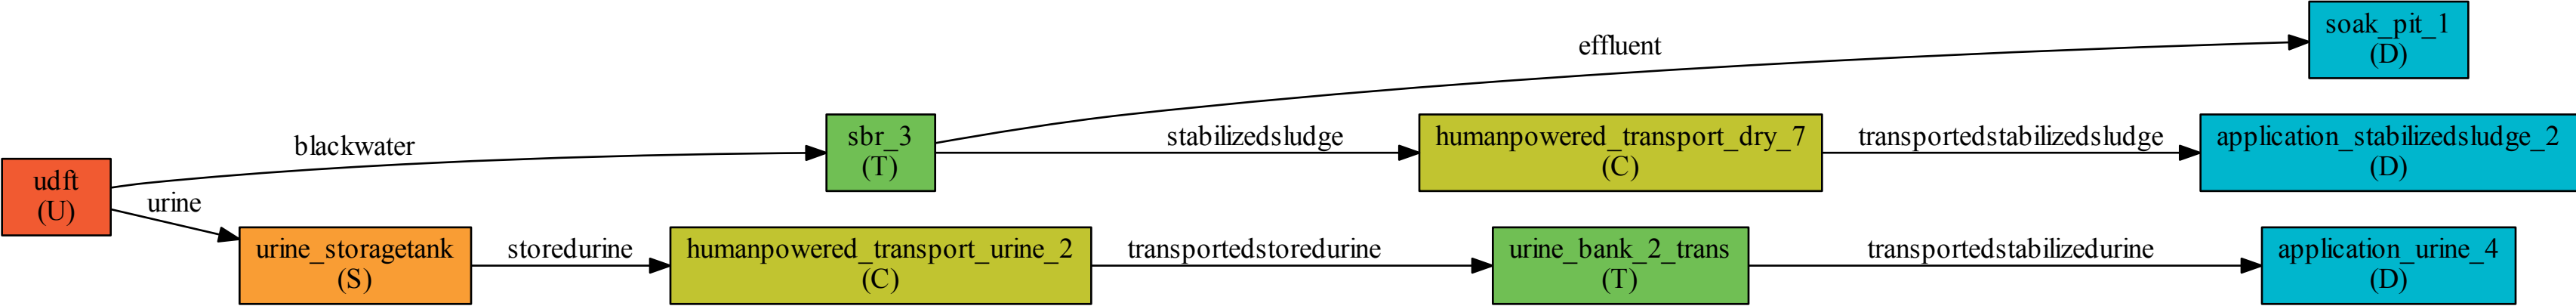 soak_pit_1
(D)
effluent
blackwater
sbr_3
(T)
stabilizedsludge
humanpowered_transport_dry_7
(C)
transportedstabilizedsludge
application_stabilizedsludge_2
(D)
udft
(U)
urine
urine_storagetank
(S)
storedurine
humanpowered_transport_urine_2
(C)
transportedstoredurine
urine_bank_2_trans
(T)
transportedstabilizedurine
application_urine_4
(D)